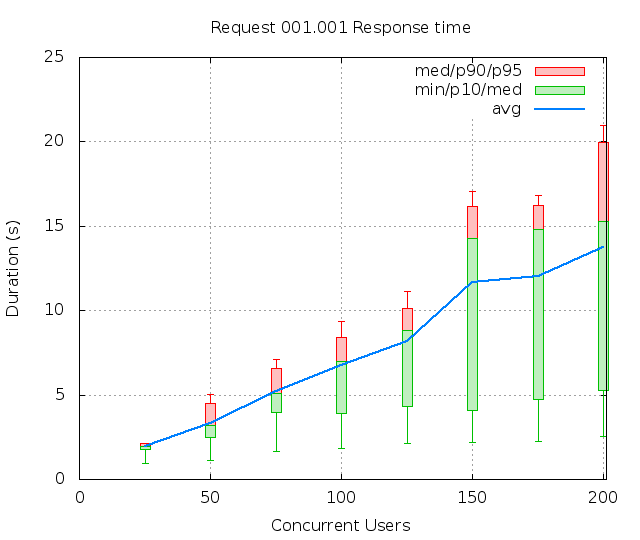 Request 001.001 Response time
med/p90/p95
min/p10/med
avg
25
20
15
10
5
0
Duration (s)
0 50 100 150 200
Concurrent Users